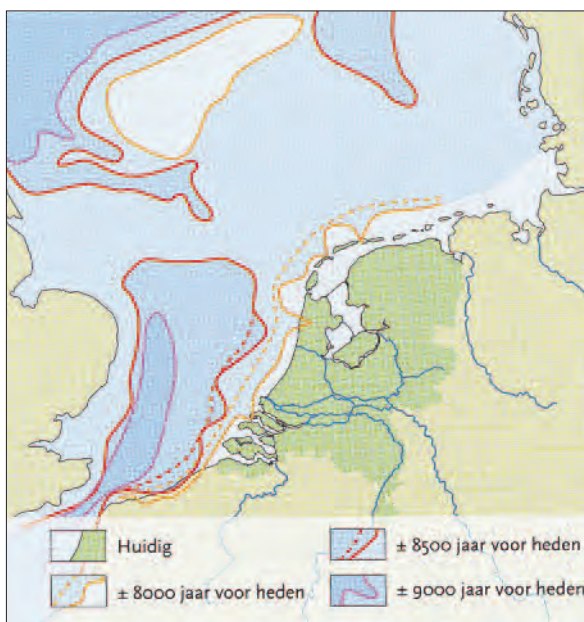 Huidig
± 8500 jaar voor heden
± 8000 jaar voor heden
± 9000 jaar voor heden